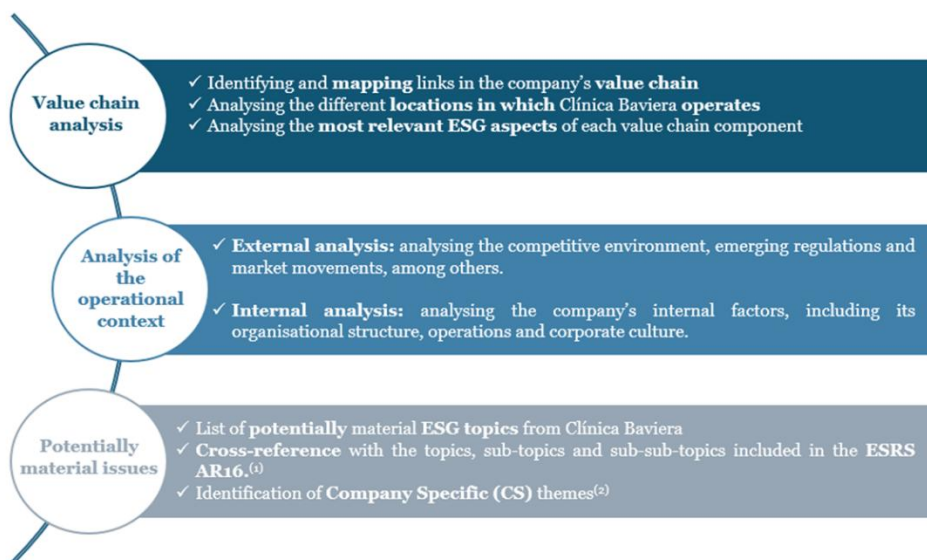 Value chain
analysis
✓ Identifying and mapping links in the company's value chain
✓ Analysing the different locations in which Clínica Baviera operates
✓ Analysing the most relevant ESG aspects of each value chain component
Analysis of
the
operational
context
✓ External analysis: analysing the competitive environment, emerging regulations and
market movements, among others.
✓ Internal analysis: analysing the company's internal factors, including its
organisational structure, operations and corporate culture.
Potentially
material issues
✓ List of potentially material ESG topics from Clínica Baviera
✓ Cross-reference with the topics, sub-topics and sub-sub-topics included in the ESRS
AR16.(1)
✓ Identification of Company Specific (CS) themes(2)